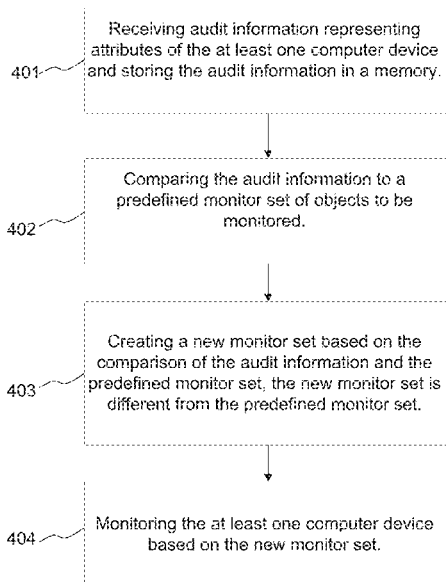 Receiving audit information representing
attributes of the at least one computer device
and storing the audit information in a memory.
401
Comparing the audit information to a
predefined monitor set of objects to be
monitored.
402
Creating a new monitor set based on the
comparison of the audit information and the
predefined monitor set, the new monitor set is
different from the predefined monitor set.
403
Monitoring the at least one computer device
based on the new monitor set.
404